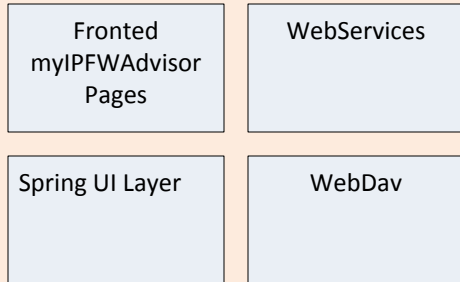 Fronted
myIPFWAdvisor
Pages
WebServices
Spring UI Layer
WebDav